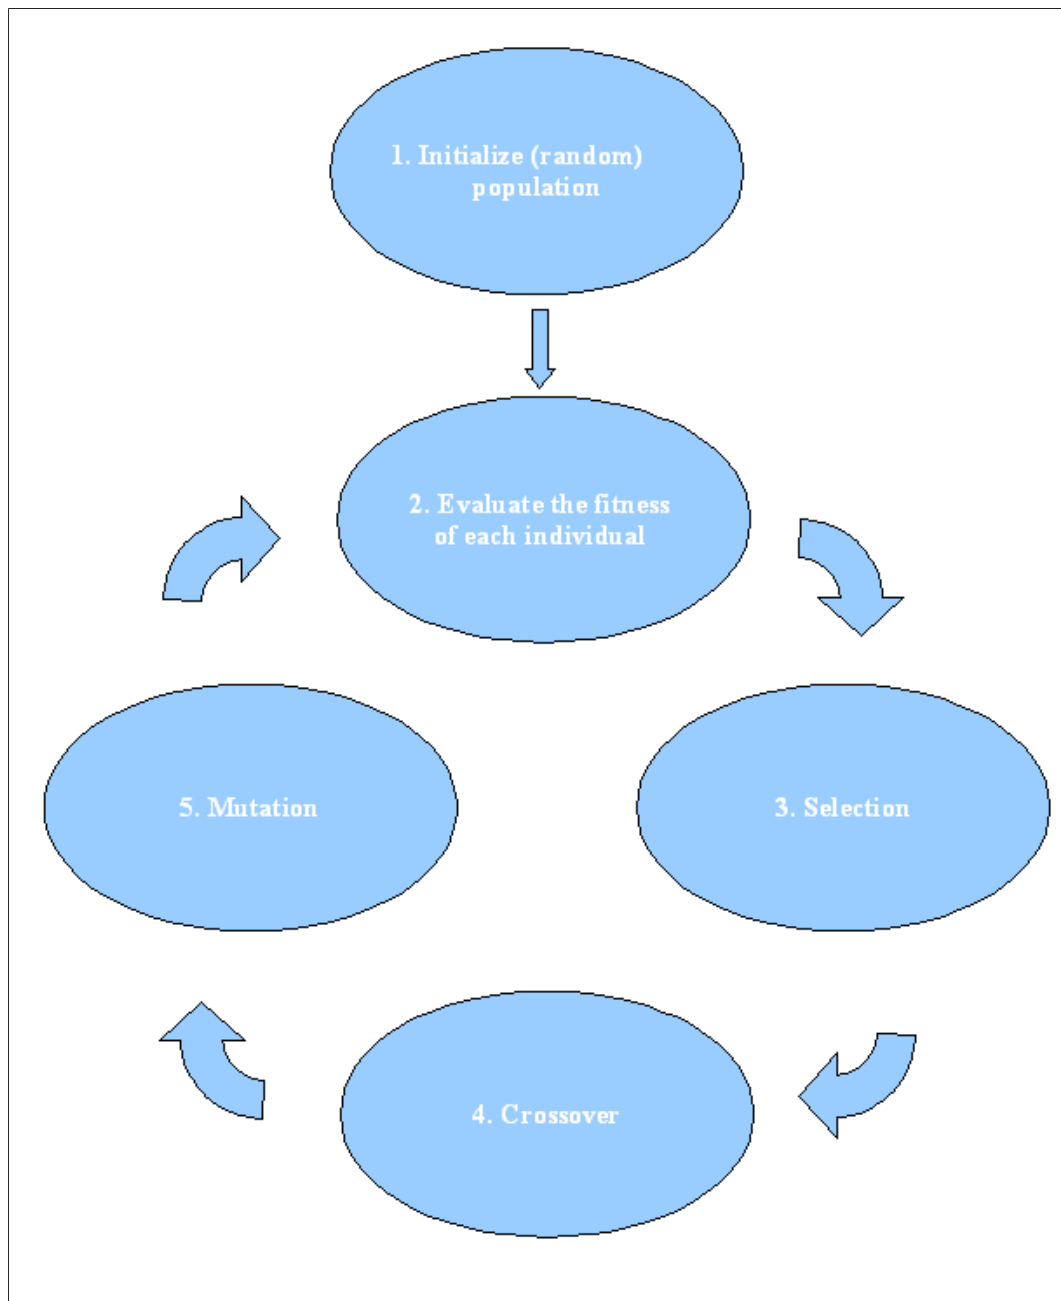 1. Initialize (random)
population
2. Evaluate the fitness
of each individual
3. Selection
4. Crossover
5. Mutation